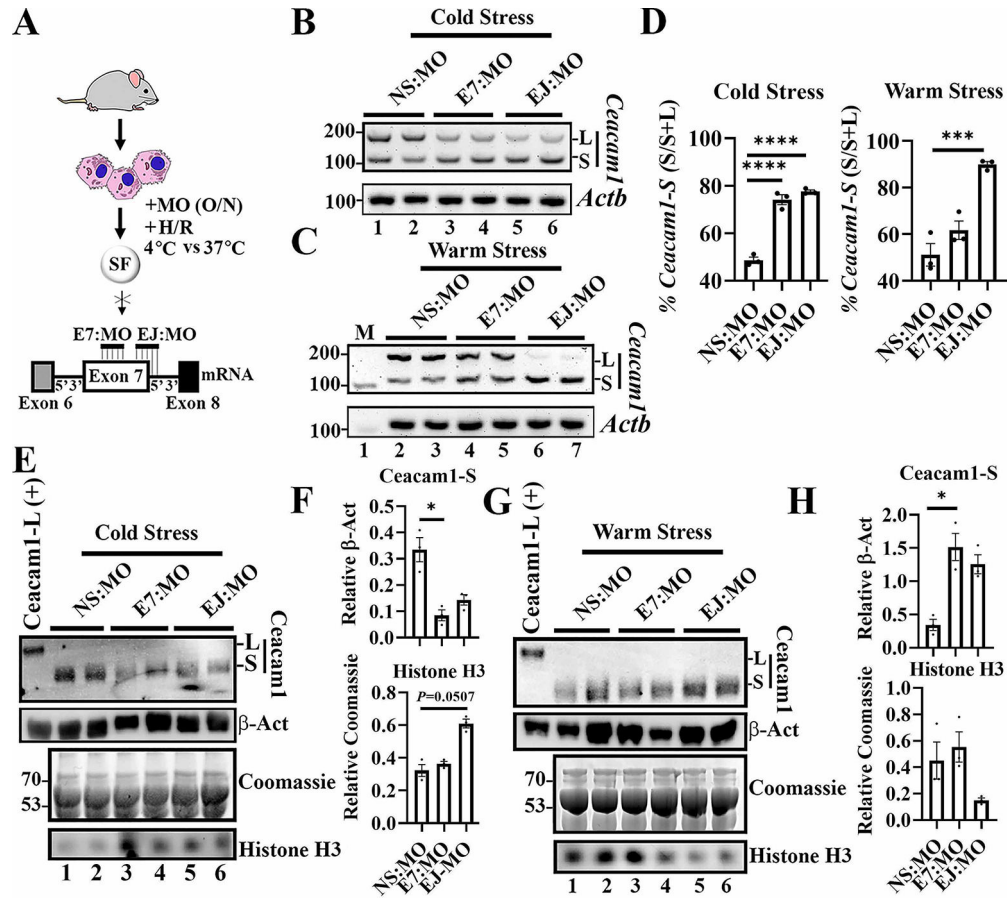 A
+MO (O/N)
+H/R
4°C vs 37°C
SF
E7:MO EJ:MO
5' 3' Exon 7 5' 3' mRNA
Exon 6 Exon 8
B
Cold Stress
NS:MO E7:MO EJ:MO
200
100
-L
-S
Ceacam1
100
Actb
1 2 3 4 5 6
C
Warm Stress
NS:MO E7:MO EJ:MO
M
200
100
-L
-S
Ceacam1
100
Actb
1 2 3 4 5 6 7
D
Cold Stress
% Ceacam1-S (S/S+L)
100
80
60
40
****
****
NS:MO
E7:MO
EJ:MO
Warm Stress
% Ceacam1-S (S/S+L)
100
80
60
40
***
NS:MO
E7:MO
EJ:MO
E
Ceacam1-L (+)
Cold Stress
NS:MO E7:MO EJ:MO
-L
-S
Ceacam1
β-Act
70
53
Coomassie
Histone H3
1 2 3 4 5 6
F
Ceacam1-S
Relative β-Act
0.5
0.4
0.3
0.2
0.1
0.0
*
Histone H3
Relative Coomassie
0.8
0.6
0.4
0.2
0.0
P=0.0507
NS:MO
E7:MO
EJ-MO
G
Ceacam1-L (+)
Warm Stress
NS:MO E7:MO EJ:MO
-L
-S
Ceacam1
β-Act
70
53
Coomassie
Histone H3
1 2 3 4 5 6
H
Ceacam1-S
Relative β-Act
2.0
1.5
1.0
0.5
0.0
*
Histone H3
Relative Coomassie
1.0
0.8
0.6
0.4
0.2
0.0
NS:MO
E7:MO
EJ:MO